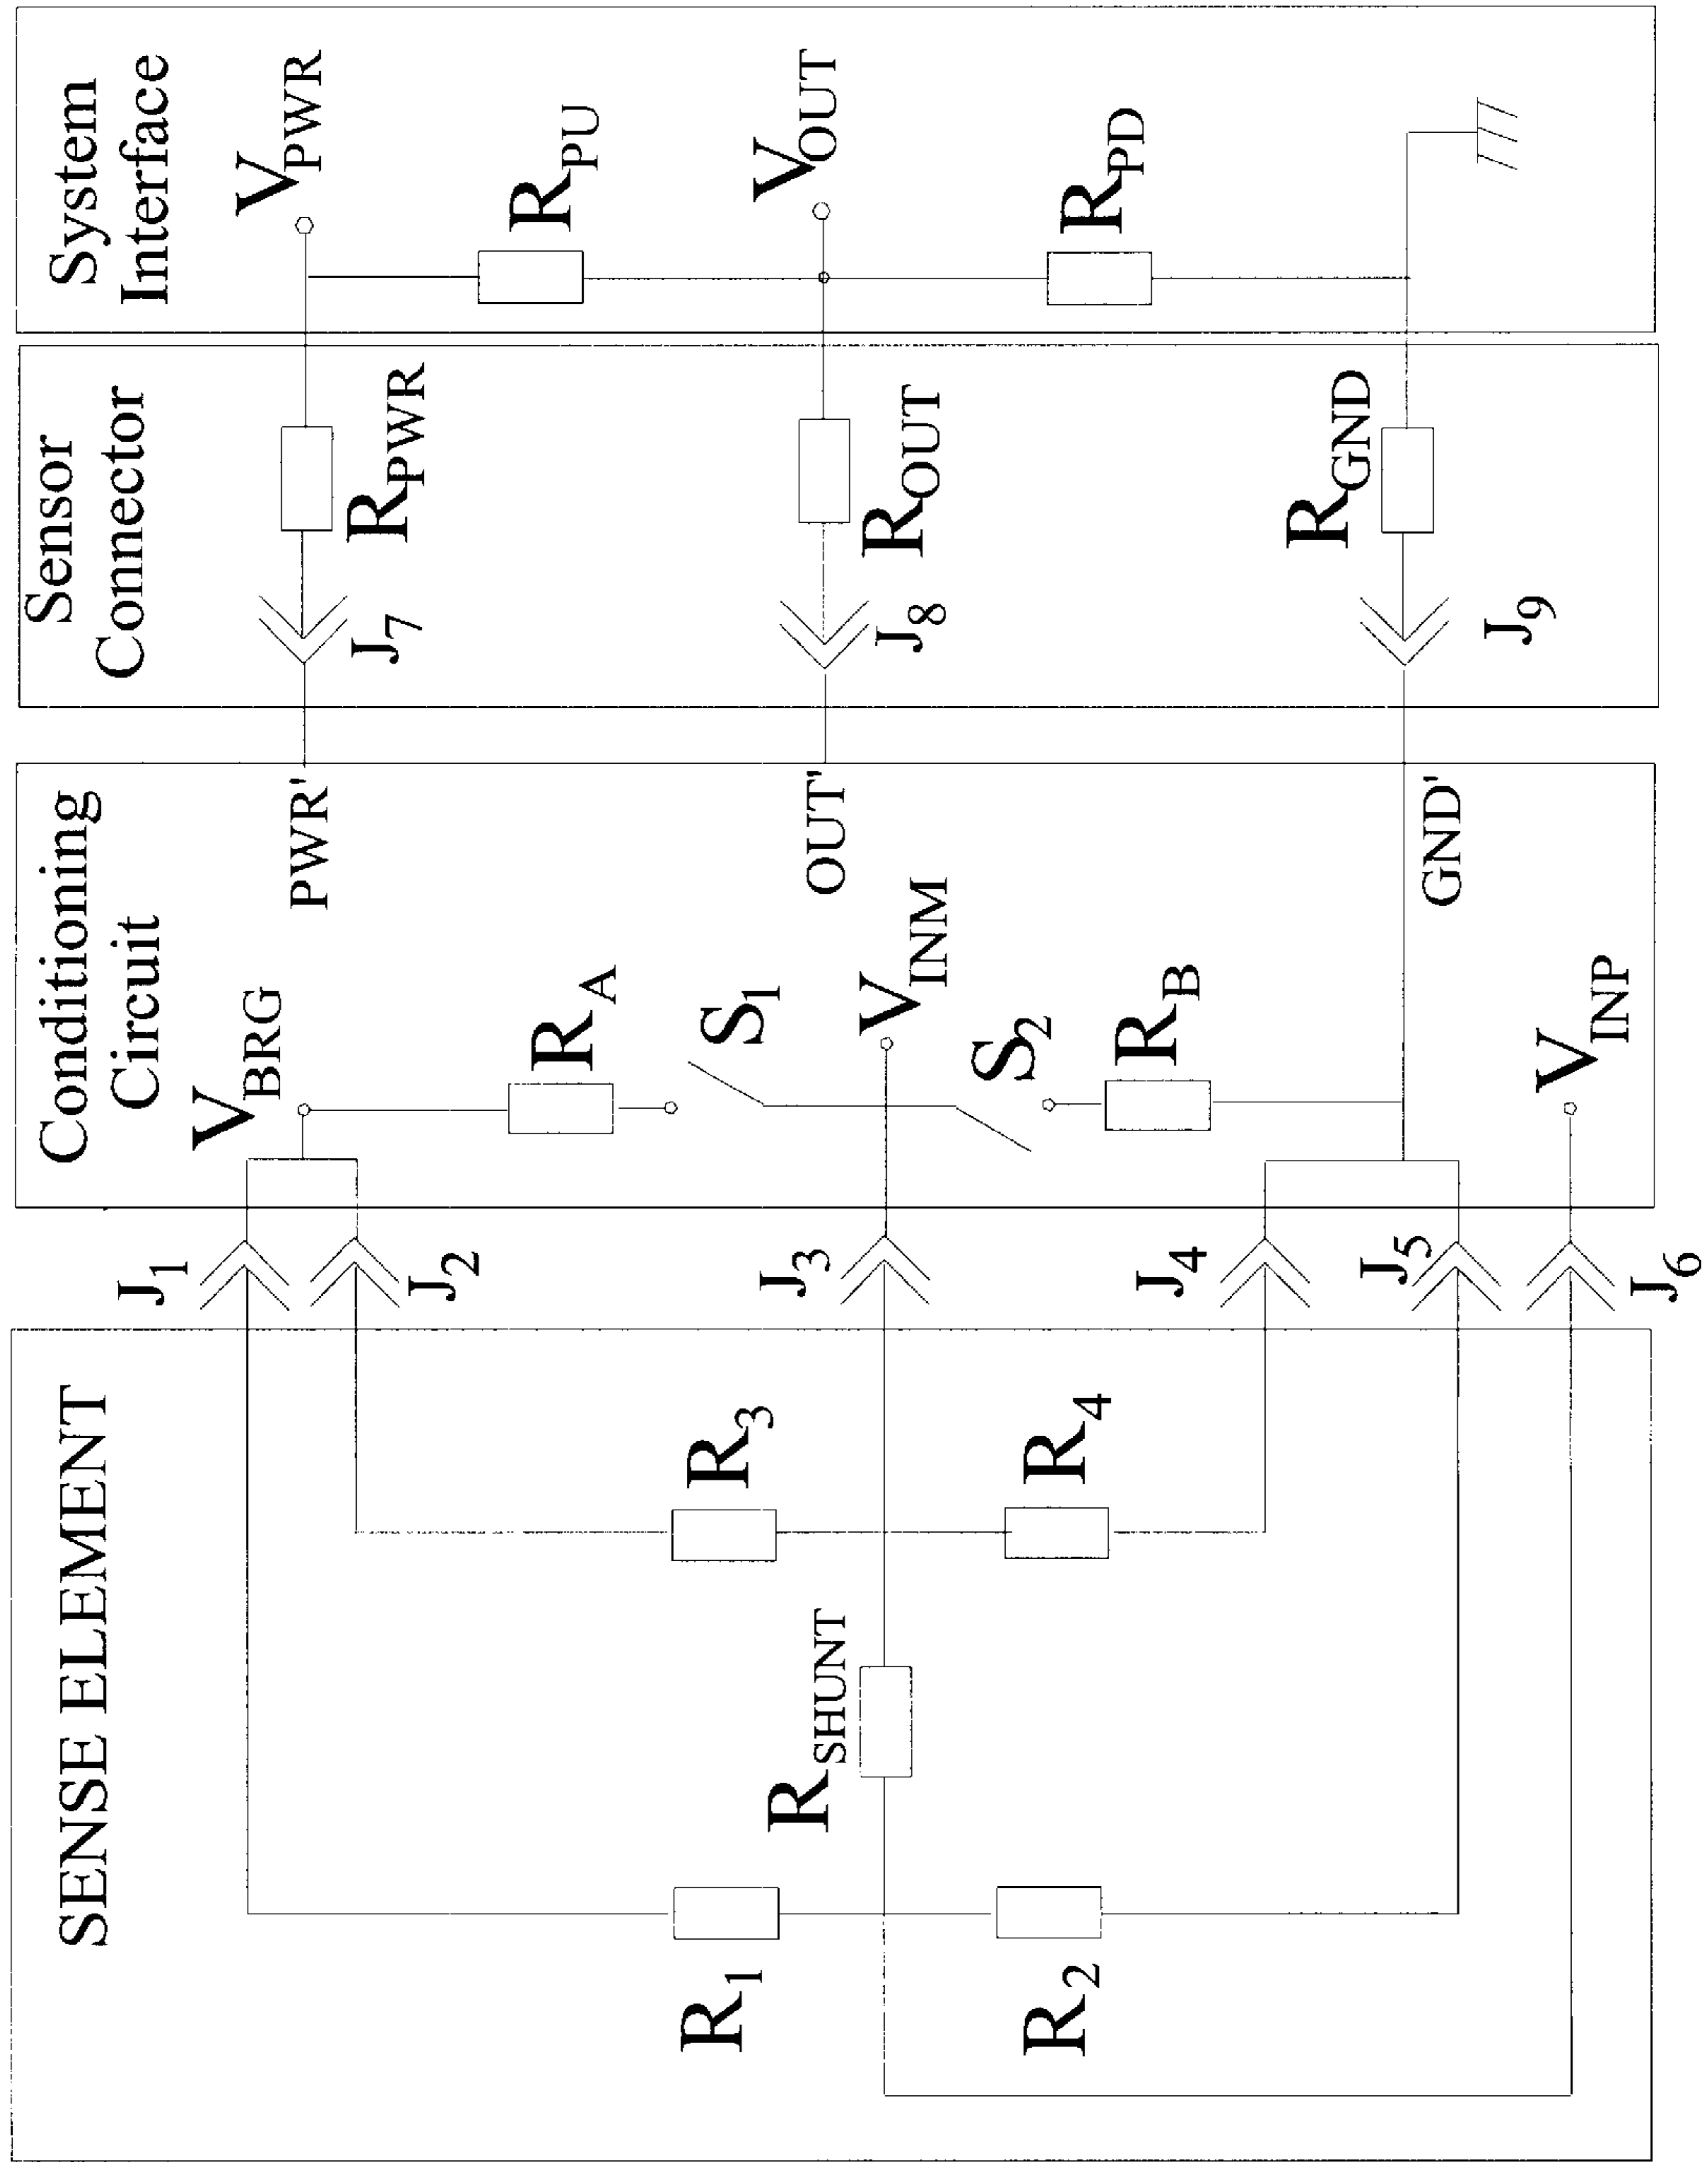 SENSE ELEMENT
R1
R2
RSHUNT
R3
R4
J1
J2
J3
J4
J5
J6
Conditioning
Circuit
VBRG
RA
S1
VINM
S2
RB
VINP
PWR'
OUT'
GND'
Sensor
Connector
J7
RPWR
J8
ROUT
J9
RGND
System
Interface
VPWR
RPU
VOUT
RPD